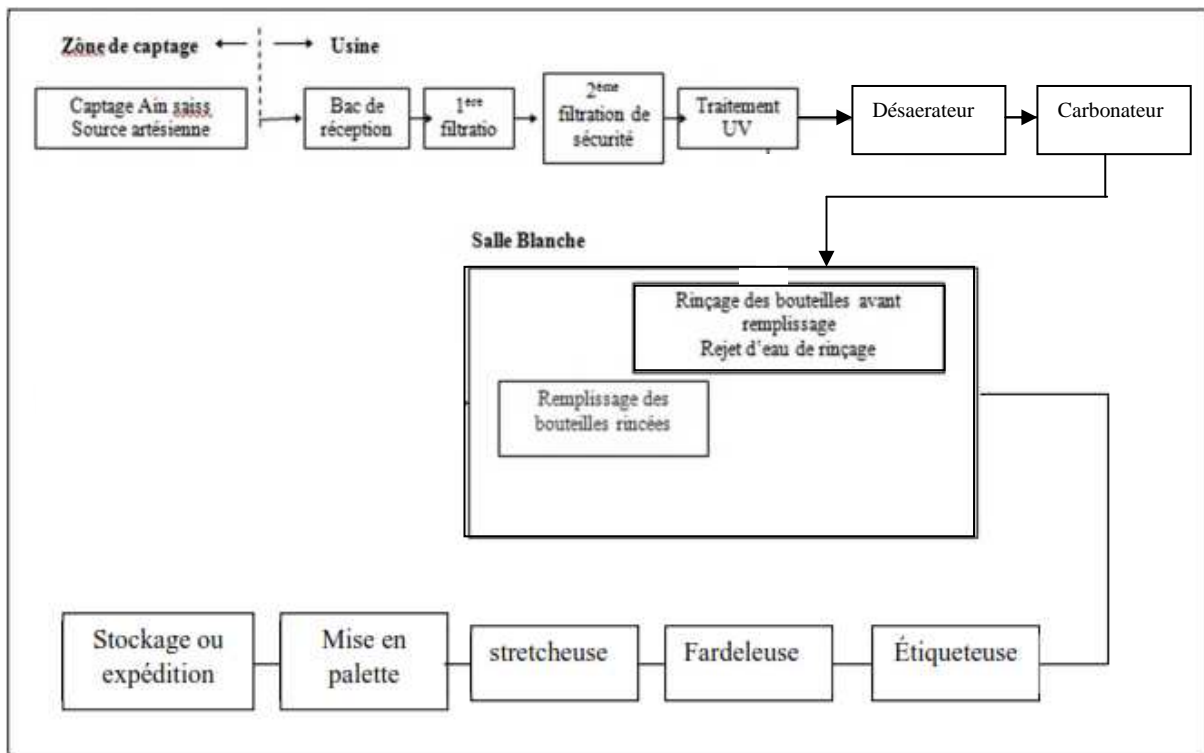 Zône de captage
Usine
Captage Ain saiss
Source artésienne
Bac de
réception
1ère
filtratio
2ème
filtration de
sécurité
Traitement
UV
Désaerateur
Carbonateur
Salle Blanche
Rinçage des bouteilles avant
remplissage
Rejet d'eau de rinçage
Remplissage des
bouteilles rincées
Stockage ou
expédition
Mise en
palette
stretcheuse
Fardeleuse
Étiqueteuse